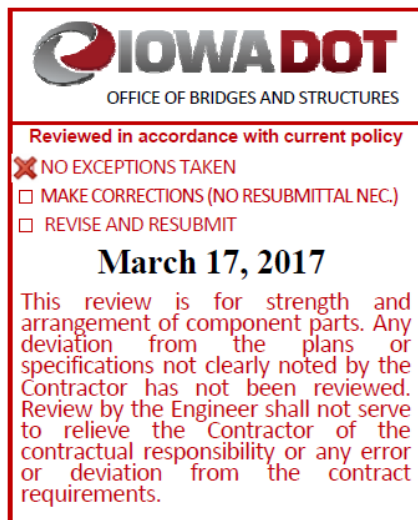 IOWADOT
OFFICE OF BRIDGES AND STRUCTURES
Reviewed in accordance with current policy
NO EXCEPTIONS TAKEN
MAKE CORRECTIONS (NO RESUBMITTAL NEC.)
REVISE AND RESUBMIT
March 17, 2017
This review is for strength and
arrangement of component parts. Any
deviation from the plans or
specifications not clearly noted by the
Contractor has not been reviewed.
Review by the Engineer shall not serve
to relieve the Contractor of the
contractual responsibility or any error
or deviation from the contract
requirements.